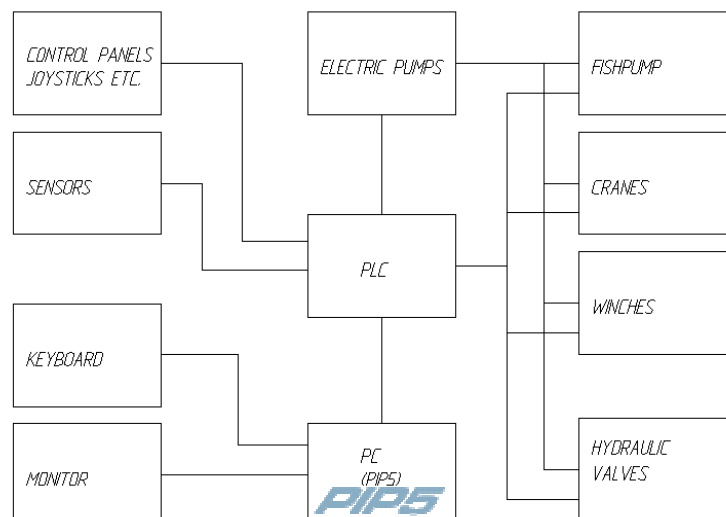 CONTROL PANELS
JOYSTICKS ETC.
ELECTRIC PUMPS
FISHPUMP
SENSORS
CRANES
PLC
WINCHES
KEYBOARD
MONITOR
PC
(PIP5)
PIP5
HYDRAULIC
VALVES